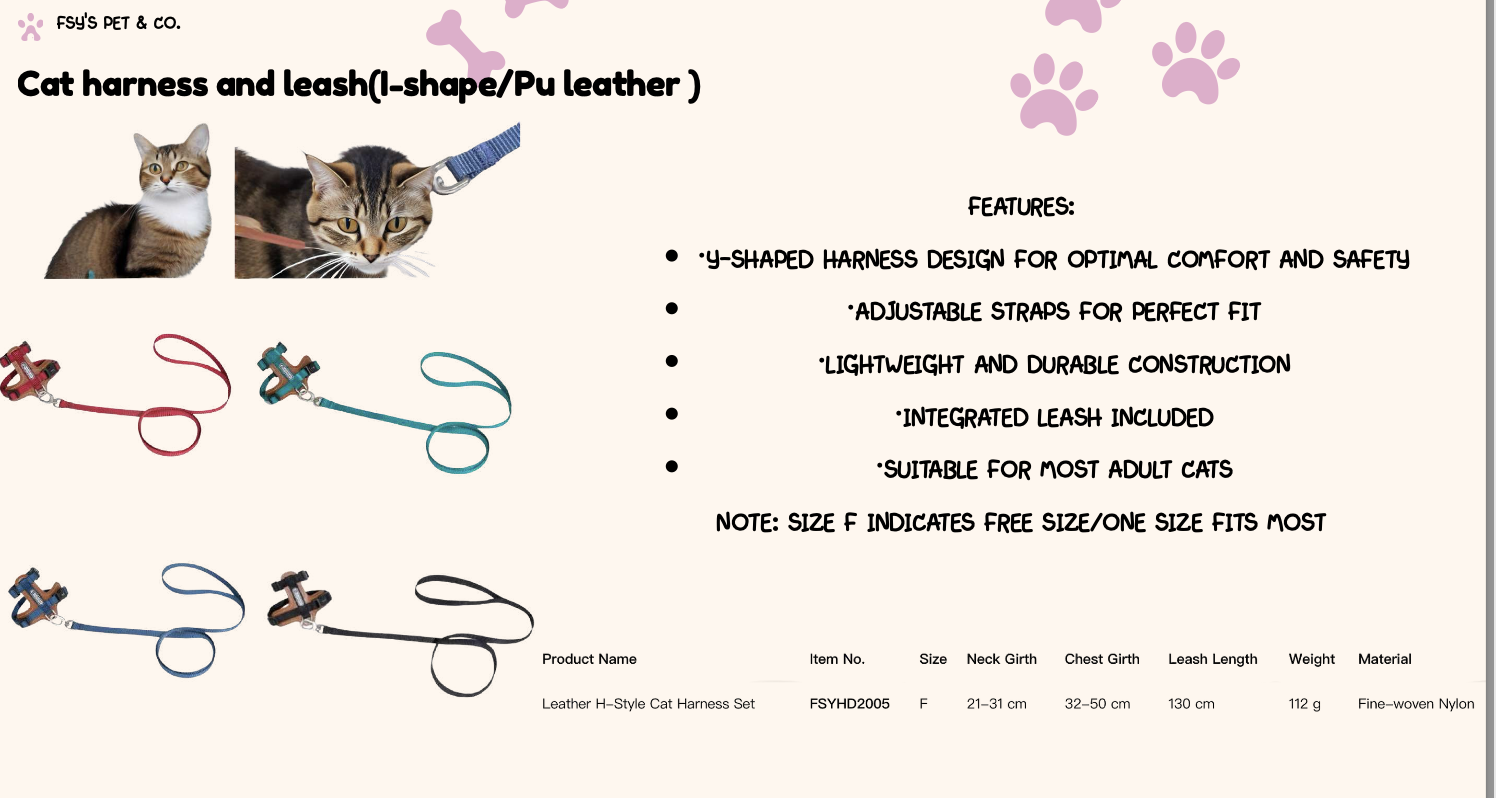 FSY'S PET & CO.
Cat harness and leash(I-shape/Pu leather )
FEATURES:
• ·Y-SHAPED HARNESS DESIGN FOR OPTIMAL COMFORT AND SAFETY
• ·ADJUSTABLE STRAPS FOR PERFECT FIT
• ·LIGHTWEIGHT AND DURABLE CONSTRUCTION
• ·INTEGRATED LEASH INCLUDED
• ·SUITABLE FOR MOST ADULT CATS
NOTE: SIZE F INDICATES FREE SIZE/ONE SIZE FITS MOST
Product Name Item No. Size Neck Girth Chest Girth Leash Length Weight Material
Leather H-Style Cat Harness Set FSYHD2005 F 21-31 cm 32-50 cm 130 cm 112 g Fine-woven Nylon